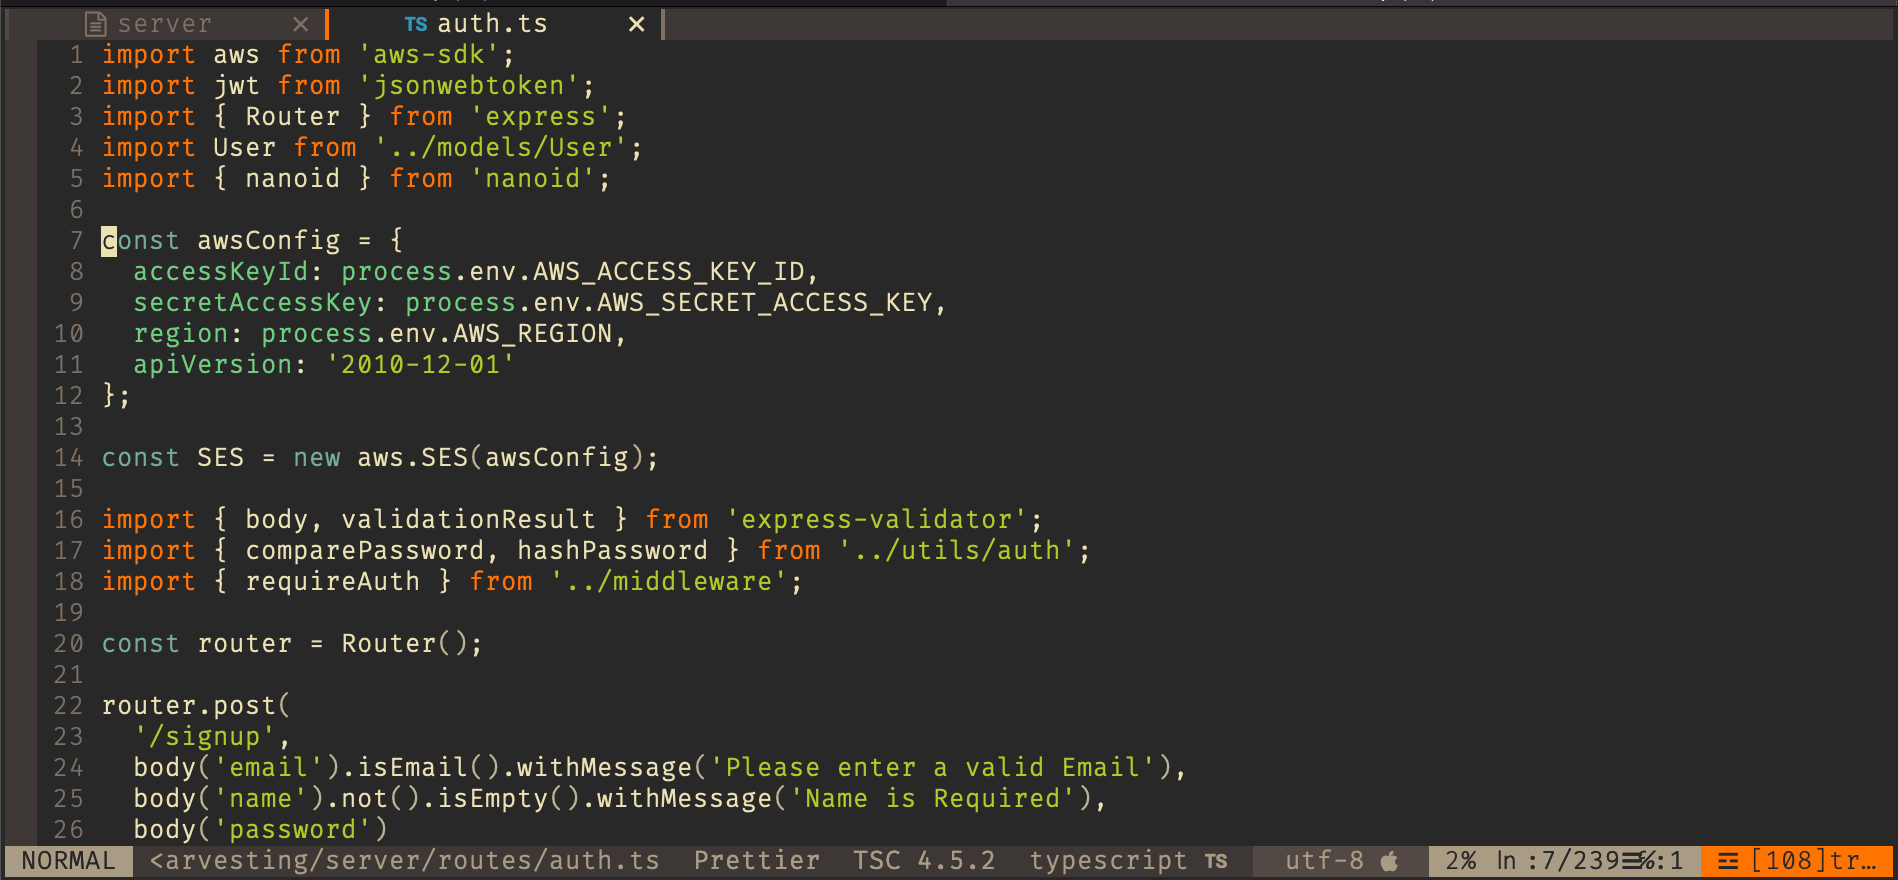 server × TS auth.ts ×
1 import aws from 'aws-sdk';
2 import jwt from 'jsonwebtoken';
3 import { Router } from 'express';
4 import User from '../models/User';
5 import { nanoid } from 'nanoid';
6
7 const awsConfig = {
8   accessKeyId: process.env.AWS_ACCESS_KEY_ID,
9   secretAccessKey: process.env.AWS_SECRET_ACCESS_KEY,
10   region: process.env.AWS_REGION,
11   apiVersion: '2010-12-01'
12 };
13
14 const SES = new aws.SES(awsConfig);
15
16 import { body, validationResult } from 'express-validator';
17 import { comparePassword, hashPassword } from '../utils/auth';
18 import { requireAuth } from '../middleware';
19
20 const router = Router();
21
22 router.post(
23   '/signup',
24   body('email').isEmail().withMessage('Please enter a valid Email'),
25   body('name').not().isEmpty().withMessage('Name is Required'),
26   body('password')
NORMAL <arvesting/server/routes/auth.ts Prettier TSC 4.5.2 typescript TS utf-8 2% ln :7/239≡%:1 [108]tr…